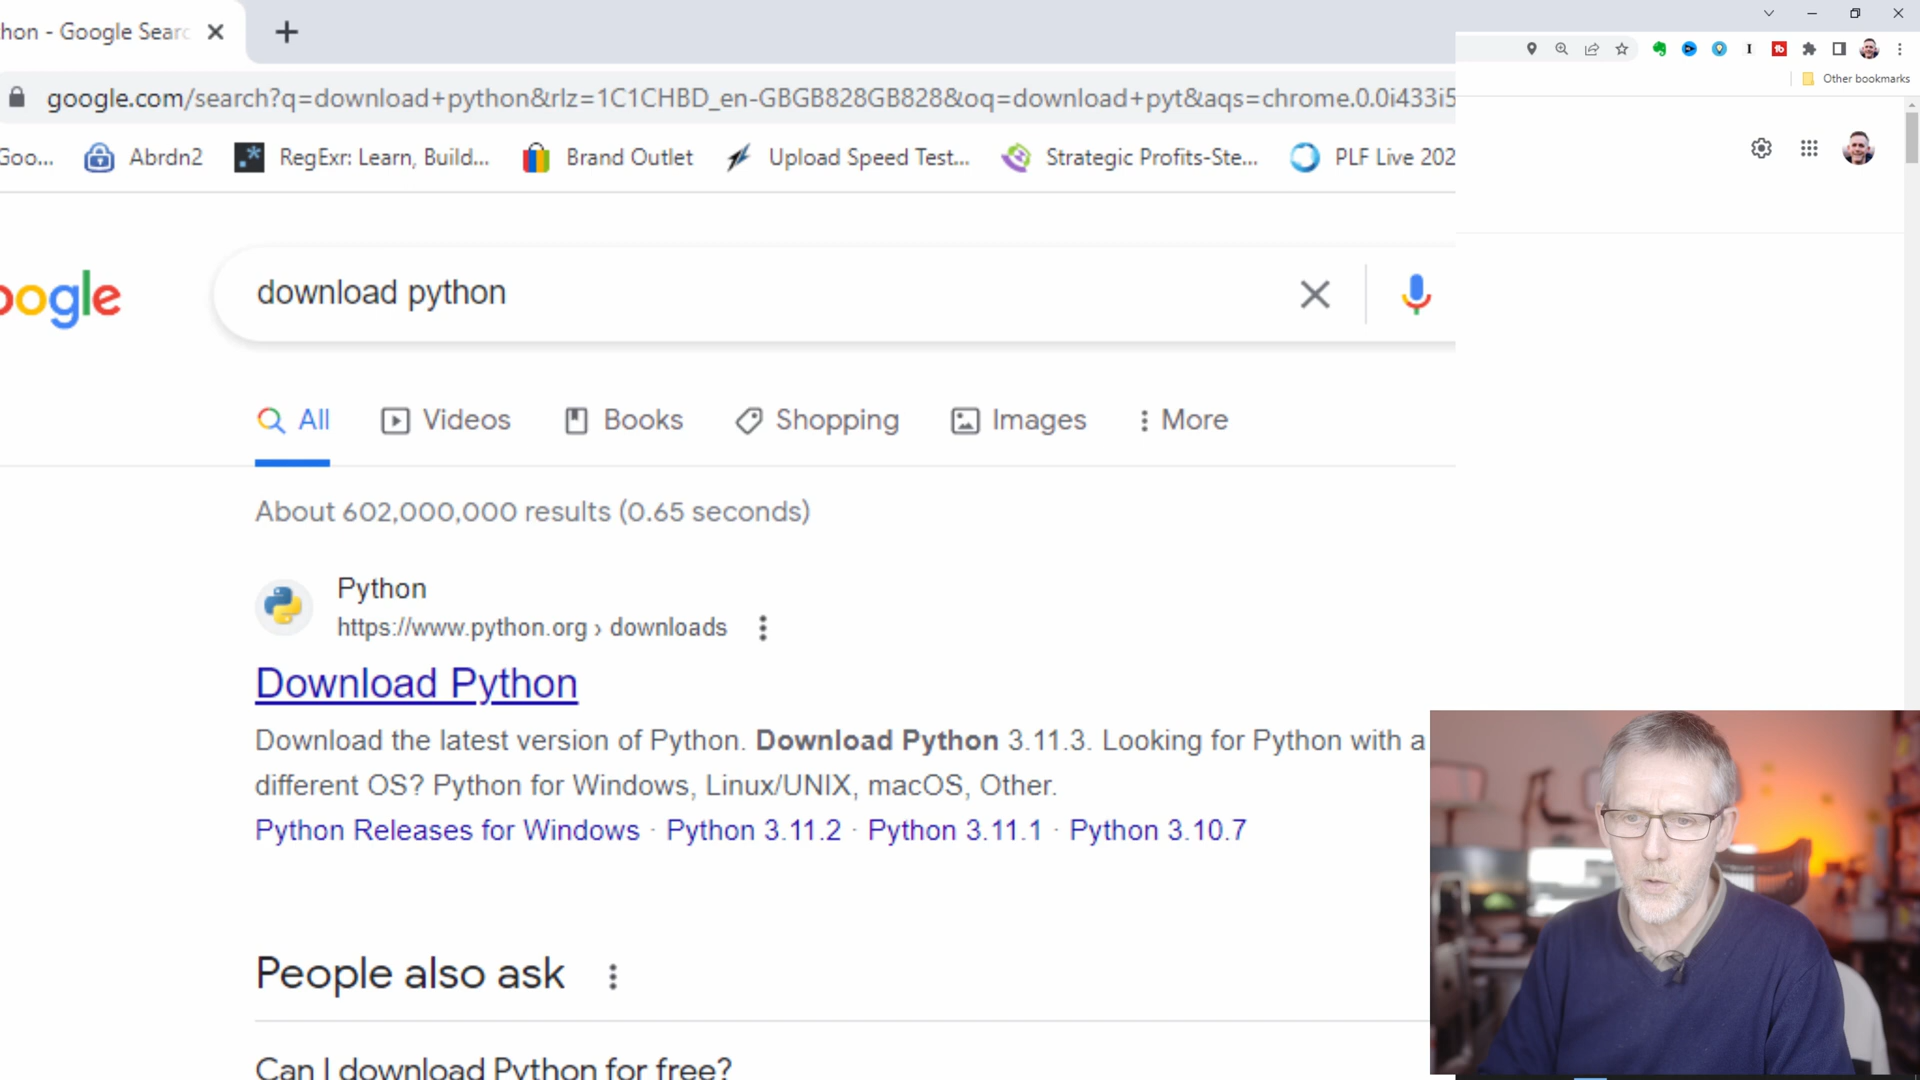 hon - Google Searc
google.com/search?q=download+python&rlz=1C1CHBD_en-GBGB828GB828&oq=download+pyt&aqs=chrome.0.0i433i5
Other bookmarks
Goo... Abrdn2 RegExr: Learn, Build... Brand Outlet Upload Speed Test... Strategic Profits-Ste... PLF Live 202
oogle
download python
All Videos Books Shopping Images More
About 602,000,000 results (0.65 seconds)
Python
https://www.python.org › downloads
Download Python
Download the latest version of Python. Download Python 3.11.3. Looking for Python with a
different OS? Python for Windows, Linux/UNIX, macOS, Other.
Python Releases for Windows · Python 3.11.2 · Python 3.11.1 · Python 3.10.7
People also ask
Can I download Python for free?